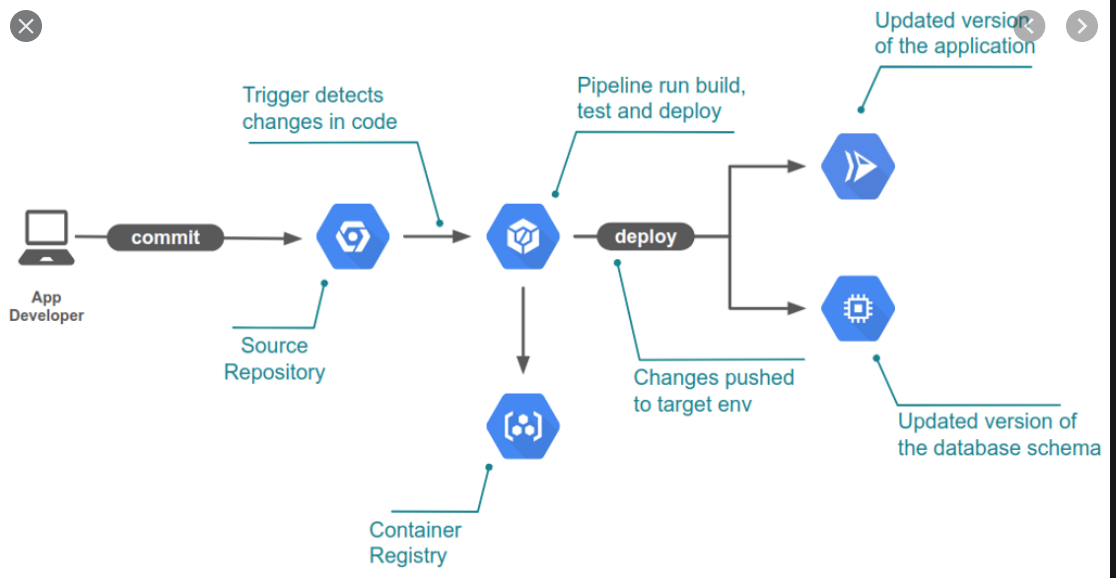 Updated version
of the application
Pipeline run build,
test and deploy
Trigger detects
changes in code
commit
deploy
App
Developer
Source
Repository
Changes pushed
to target env
Updated version of
the database schema
Container
Registry